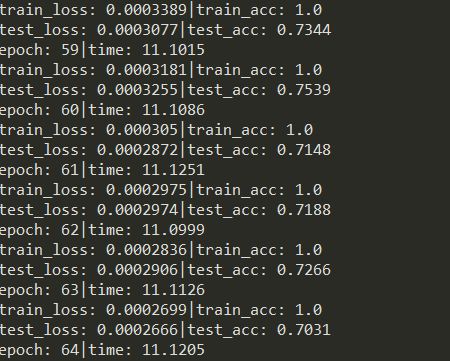 train_loss: 0.0003389|train_acc: 1.0
test_loss: 0.0003077|test_acc: 0.7344
epoch: 59|time: 11.1015
train_loss: 0.0003181|train_acc: 1.0
test_loss: 0.0003255|test_acc: 0.7539
epoch: 60|time: 11.1086
train_loss: 0.000305|train_acc: 1.0
test_loss: 0.0002872|test_acc: 0.7148
epoch: 61|time: 11.1251
train_loss: 0.0002975|train_acc: 1.0
test_loss: 0.0002974|test_acc: 0.7188
epoch: 62|time: 11.0999
train_loss: 0.0002836|train_acc: 1.0
test_loss: 0.0002906|test_acc: 0.7266
epoch: 63|time: 11.1126
train_loss: 0.0002699|train_acc: 1.0
test_loss: 0.0002666|test_acc: 0.7031
epoch: 64|time: 11.1205